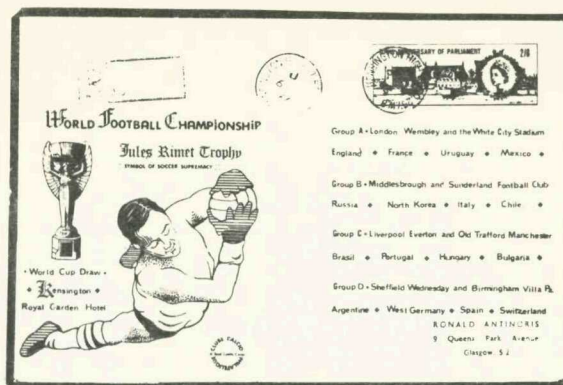 ANNIVERSARY OF PARLIAMENT 2/6
WORLD FOOTBALL CHAMPIONSHIP
Jules Rimet Trophy
SYMBOL OF SOCCER SUPREMACY
• World Cup Draw •
• Kensington •
Royal Garden Hotel
Group A • London Wembley and the White City Stadium
England • France • Uruguay • Mexico •
Group B • Middlesbrough and Sunderland Football Club
Russia • North Korea • Italy • Chile •
Group C • Liverpool Everton and Old Trafford Manchester
Brasil • Portugal • Hungary • Bulgaria •
Group D • Sheffield Wednesday and Birmingham Villa Pk.
Argentine • West Germany • Spain • Switzerland
RONALD ANTINORIS
9 Queens Park Avenue
Glasgow. S.2